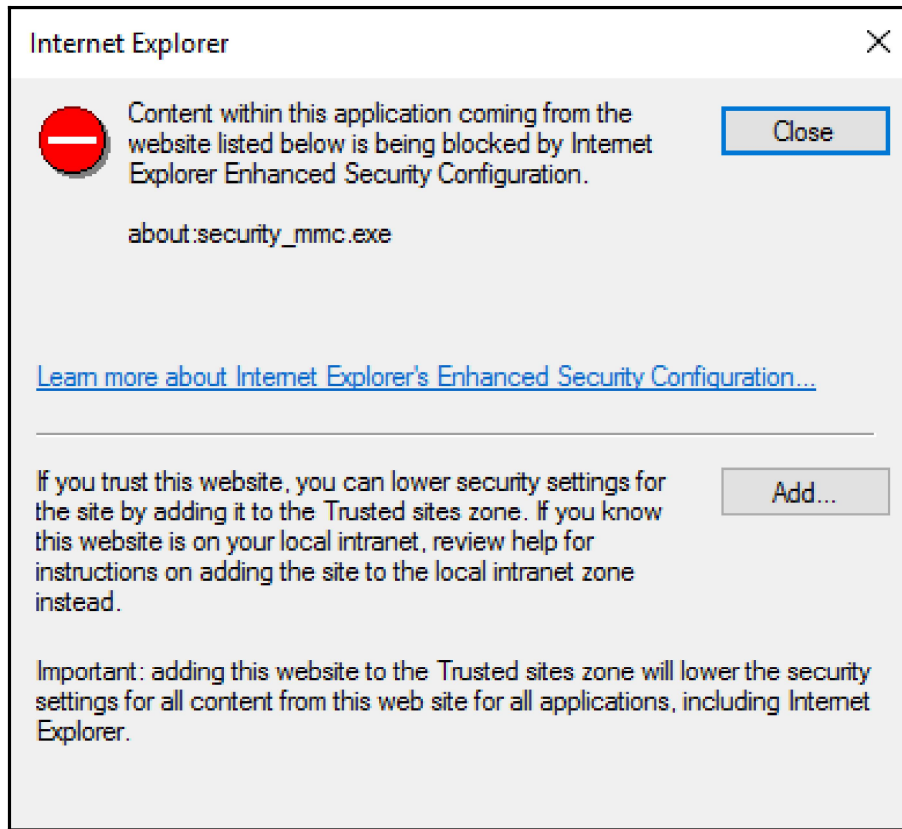 Internet Explorer
Content within this application coming from the
website listed below is being blocked by Internet
Explorer Enhanced Security Configuration.
Close
about:security_mmc.exe
Learn more about Internet Explorer's Enhanced Security Configuration...
If you trust this website, you can lower security settings for
the site by adding it to the Trusted sites zone. If you know
this website is on your local intranet, review help for
instructions on adding the site to the local intranet zone
instead.
Add...
Important: adding this website to the Trusted sites zone will lower the security
settings for all content from this web site for all applications, including Internet
Explorer.